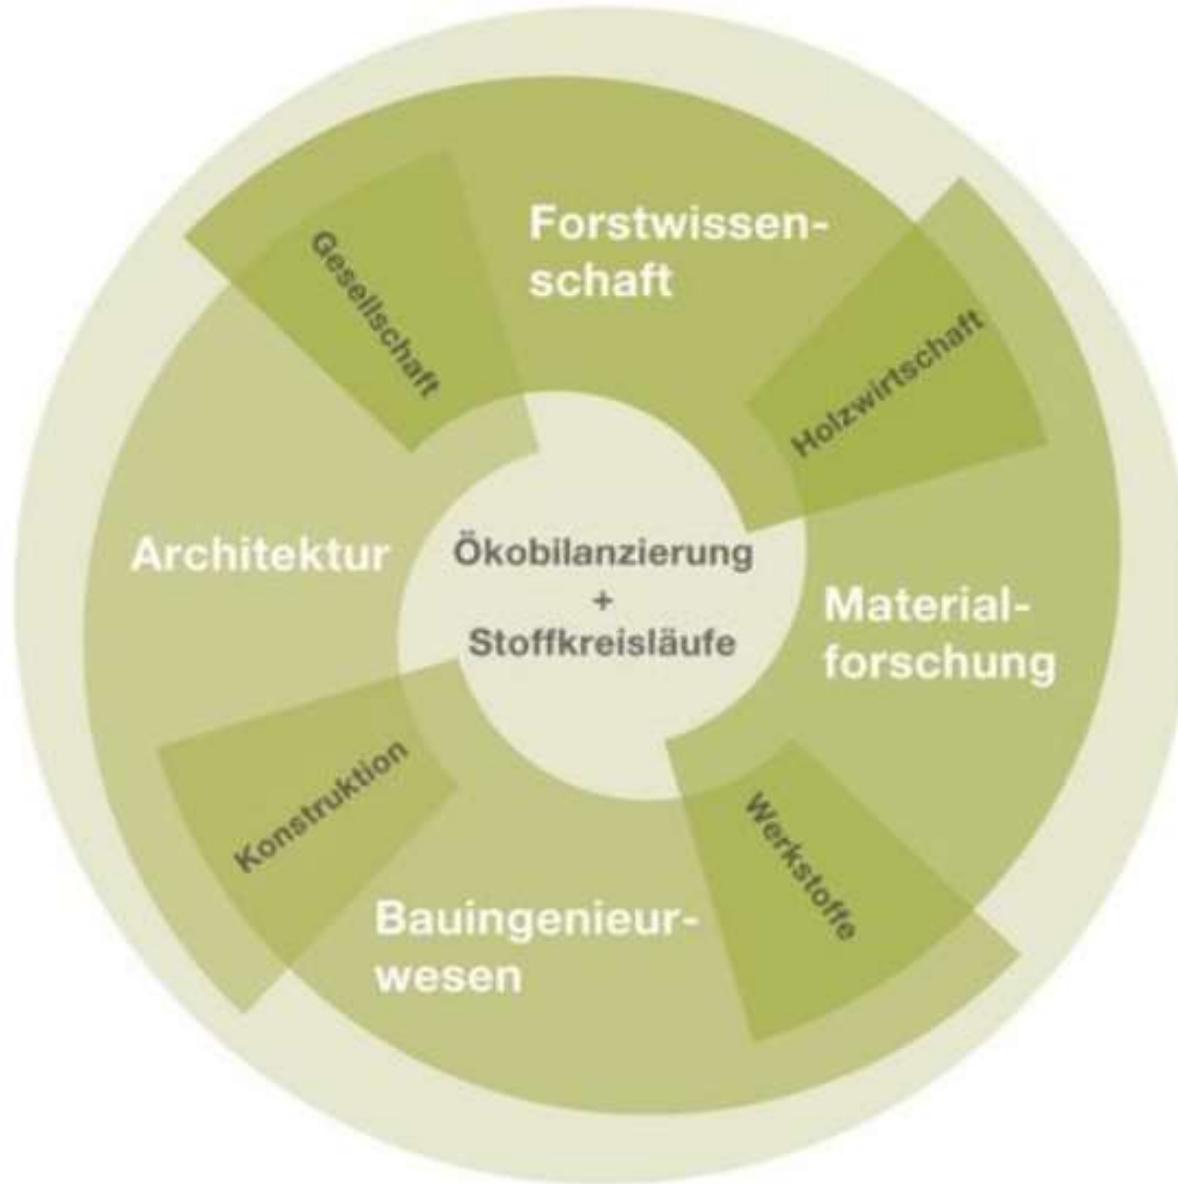 Forstwissen-
schaft
Gesellschaft
Holzwirtschaft
Architektur
Ökobilanzierung
+
Stoffkreisläufe
Material-
forschung
Konstruktion
Werkstoffe
Bauingenieur-
wesen